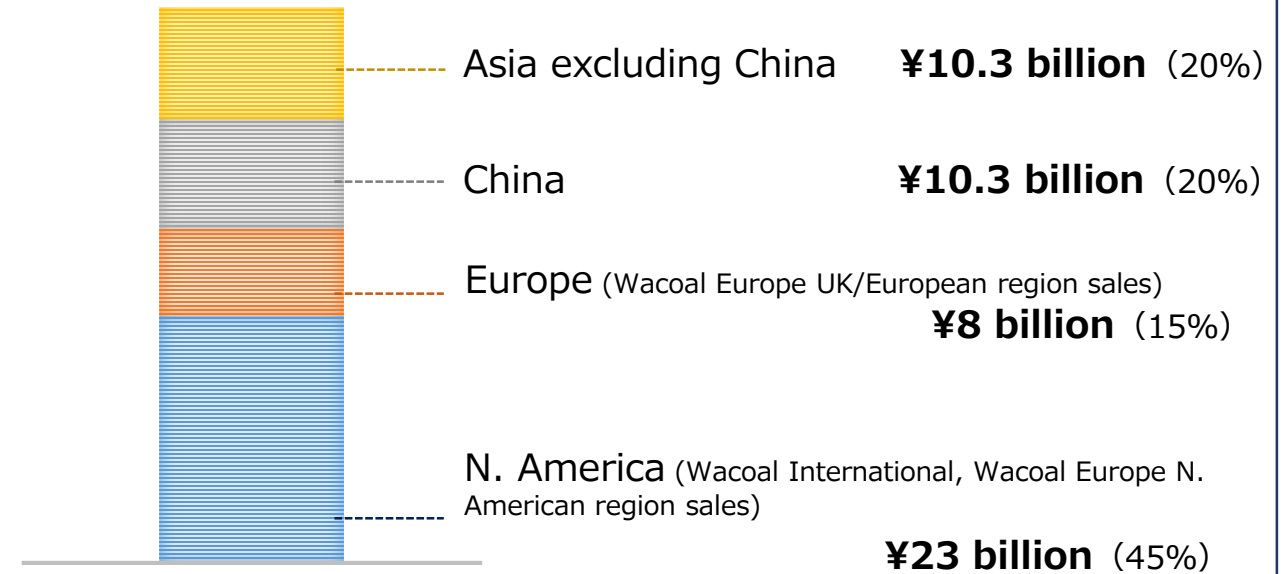 Asia excluding China ¥10.3 billion（20%）
China ¥10.3 billion（20%）
Europe (Wacoal Europe UK/European region sales)
¥8 billion（15%）
N. America (Wacoal International, Wacoal Europe N.
American region sales)
¥23 billion（45%）